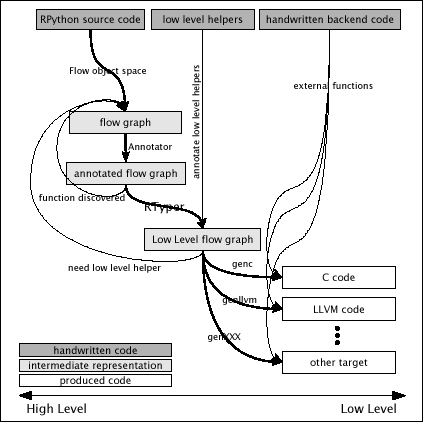 RPython source code
low level helpers
handwritten backend code
Flow object space
external functions
annotate low level helpers
flow graph
Annotator
annotated flow graph
function discovered
RTyper
Low Level flow graph
need low level helper
genc
C code
genllvm
LLVM code
genXXX
other target
handwritten code
intermediate representation
produced code
High Level
Low Level